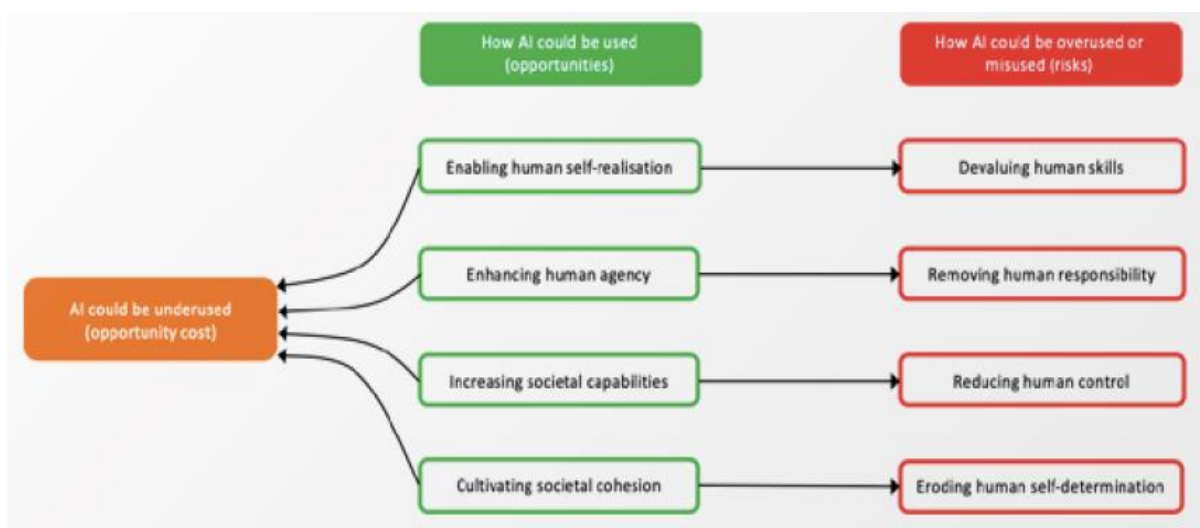 How AI could be used
(opportunities)
How AI could be overused or
misused (risks)
Enabling human self-realisation
Devaluing human skills
Enhancing human agency
Removing human responsibility
AI could be underused
(opportunity cost)
Increasing societal capabilities
Reducing human control
Cultivating societal cohesion
Eroding human self-determination